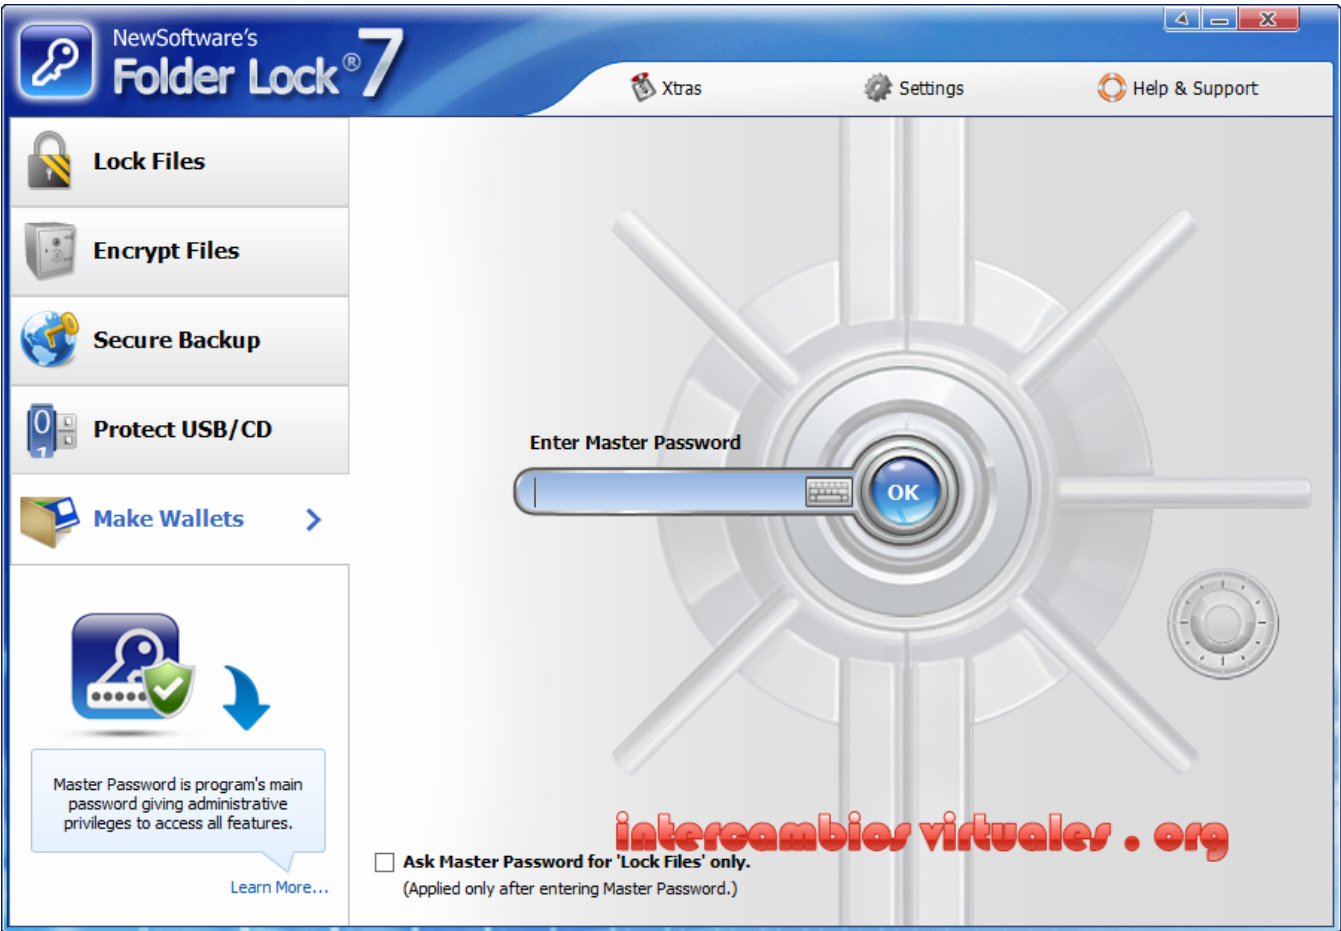 NewSoftware's
Folder Lock® 7
Xtras
Settings
Help & Support
Lock Files
Encrypt Files
Secure Backup
Protect USB/CD
Make Wallets
Enter Master Password
OK
Master Password is program's main
password giving administrative
privileges to access all features.
Learn More...
intercambios virtuales . org
Ask Master Password for 'Lock Files' only.
(Applied only after entering Master Password.)